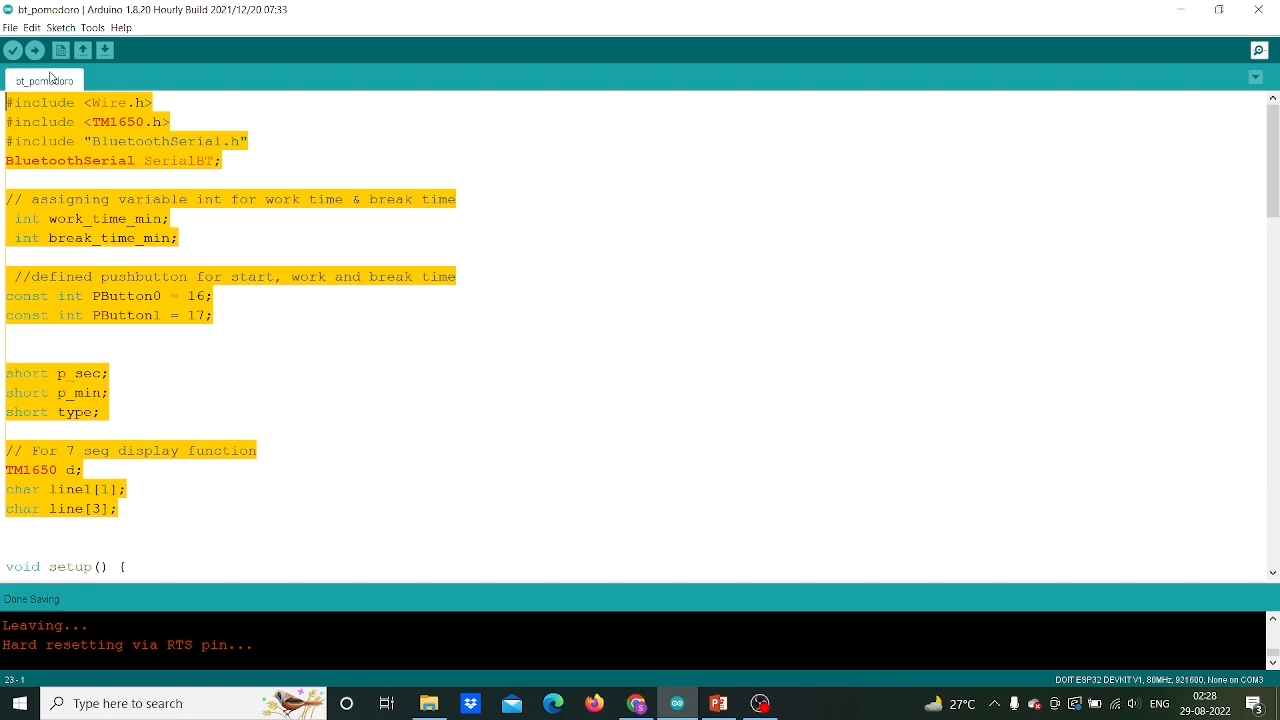 bt_pomodoro | Arduino 1.8.20 Hourly Build 2021/12/20 07:33
File Edit Sketch Tools Help
bt_pomodoro
#include <Wire.h>
#include <TM1650.h>
#include "BluetoothSerial.h"
BluetoothSerial SerialBT;
// assigning variable int for work time & break time
int work_time_min;
int break_time_min;
//defined pushbutton for start, work and break time
const int PButton0 = 16;
const int PButton1 = 17;
short p_sec;
short p_min;
short type;
// For 7 seg display function
TM1650 d;
char line1[1];
char line[3];
void setup() {
Done Saving.
Leaving...
Hard resetting via RTS pin...
23 - 1
DOIT ESP32 DEVKIT V1, 80MHz, 921600, None on COM3
Type here to search
27°C
ENG
02:28
29-08-2022
3